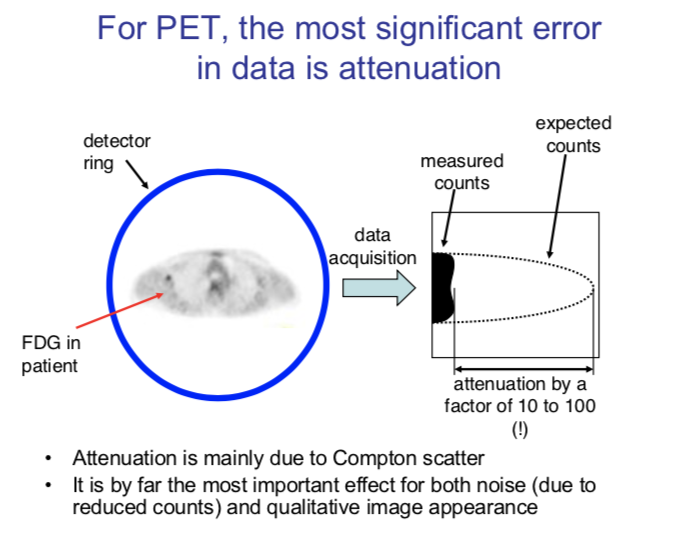 For PET, the most significant error
in data is attenuation
detector
ring
FDG in
patient
data
acquisition
measured
counts
expected
counts
attenuation by a
factor of 10 to 100
(!)
• Attenuation is mainly due to Compton scatter
• It is by far the most important effect for both noise (due to
reduced counts) and qualitative image appearance